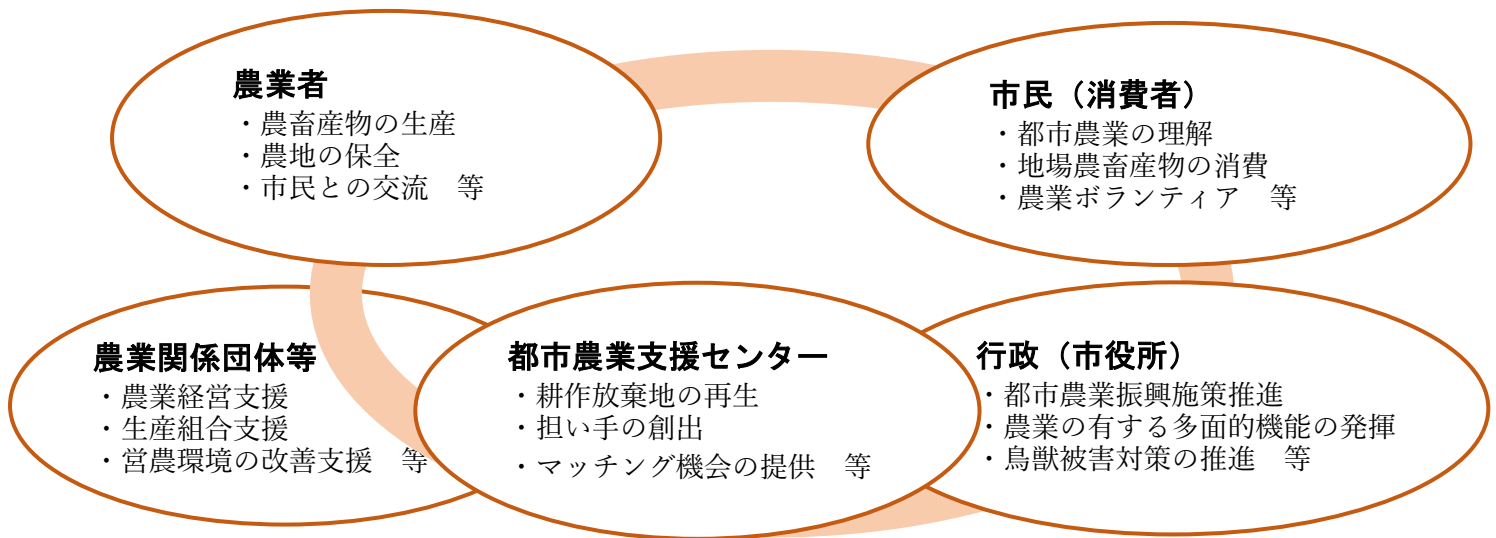 農業者
・農畜産物の生産
・農地の保全
・市民との交流　等
市民（消費者）
・都市農業の理解
・地場農畜産物の消費
・農業ボランティア　等
農業関係団体等
・農業経営支援
・生産組合支援
・営農環境の改善支援　等
都市農業支援センター
・耕作放棄地の再生
・担い手の創出
・マッチング機会の提供　等
行政（市役所）
・都市農業振興施策推進
・農業の有する多面的機能の発揮
・鳥獣被害対策の推進　等